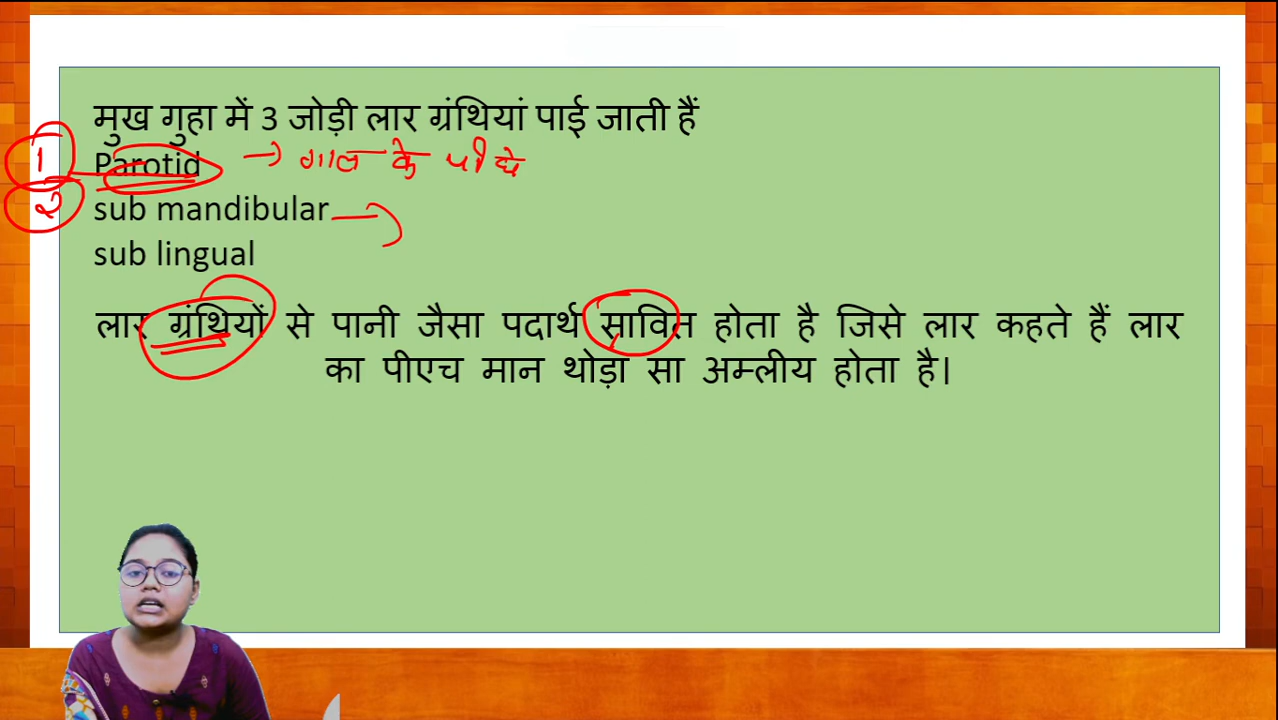 मुख गुहा में 3 जोड़ी लार ग्रंथियां पाई जाती हैं
1 Parotid → गाल के पीछे
2 sub mandibular →
sub lingual
लार ग्रंथियों से पानी जैसा पदार्थ स्रावित होता है जिसे लार कहते हैं लार
का पीएच मान थोड़ा सा अम्लीय होता है।